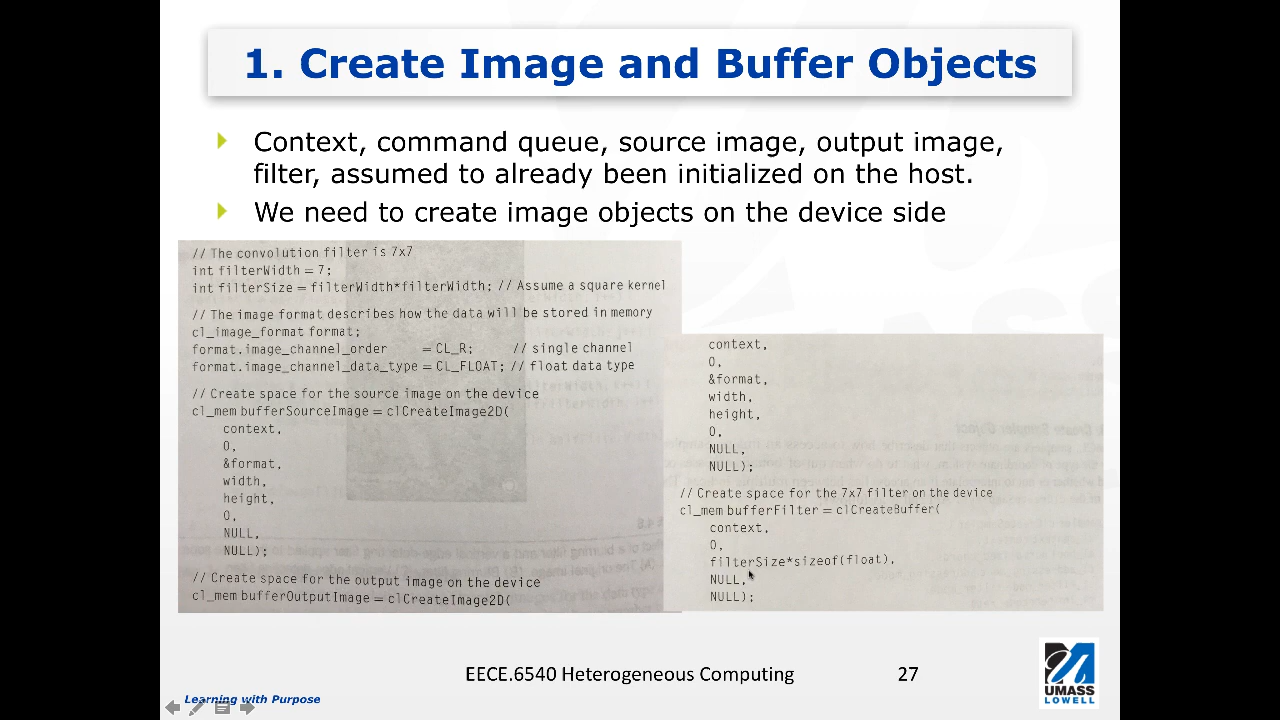 1. Create Image and Buffer Objects
Context, command queue, source image, output image,
filter, assumed to already been initialized on the host.
We need to create image objects on the device side
// The convolution filter is 7x7
int filterWidth = 7;
int filterSize = filterWidth*filterWidth; // Assume a square kernel
// The image format describes how the data will be stored in memory
cl_image_format format;
format.image_channel_order = CL_R; // single channel
format.image_channel_data_type = CL_FLOAT; // float data type
// Create space for the source image on the device
cl_mem bufferSourceImage = clCreateImage2D(
context,
0,
&format,
width,
height,
0,
NULL,
NULL);
// Create space for the output image on the device
cl_mem bufferOutputImage = clCreateImage2D(
context,
0,
&format,
width,
height,
0,
NULL,
NULL);
// Create space for the 7x7 filter on the device
cl_mem bufferFilter = clCreateBuffer(
context,
0,
filterSize*sizeof(float),
NULL,
NULL);
EECE.6540 Heterogeneous Computing
27
UMASS
LOWELL
Learning with Purpose